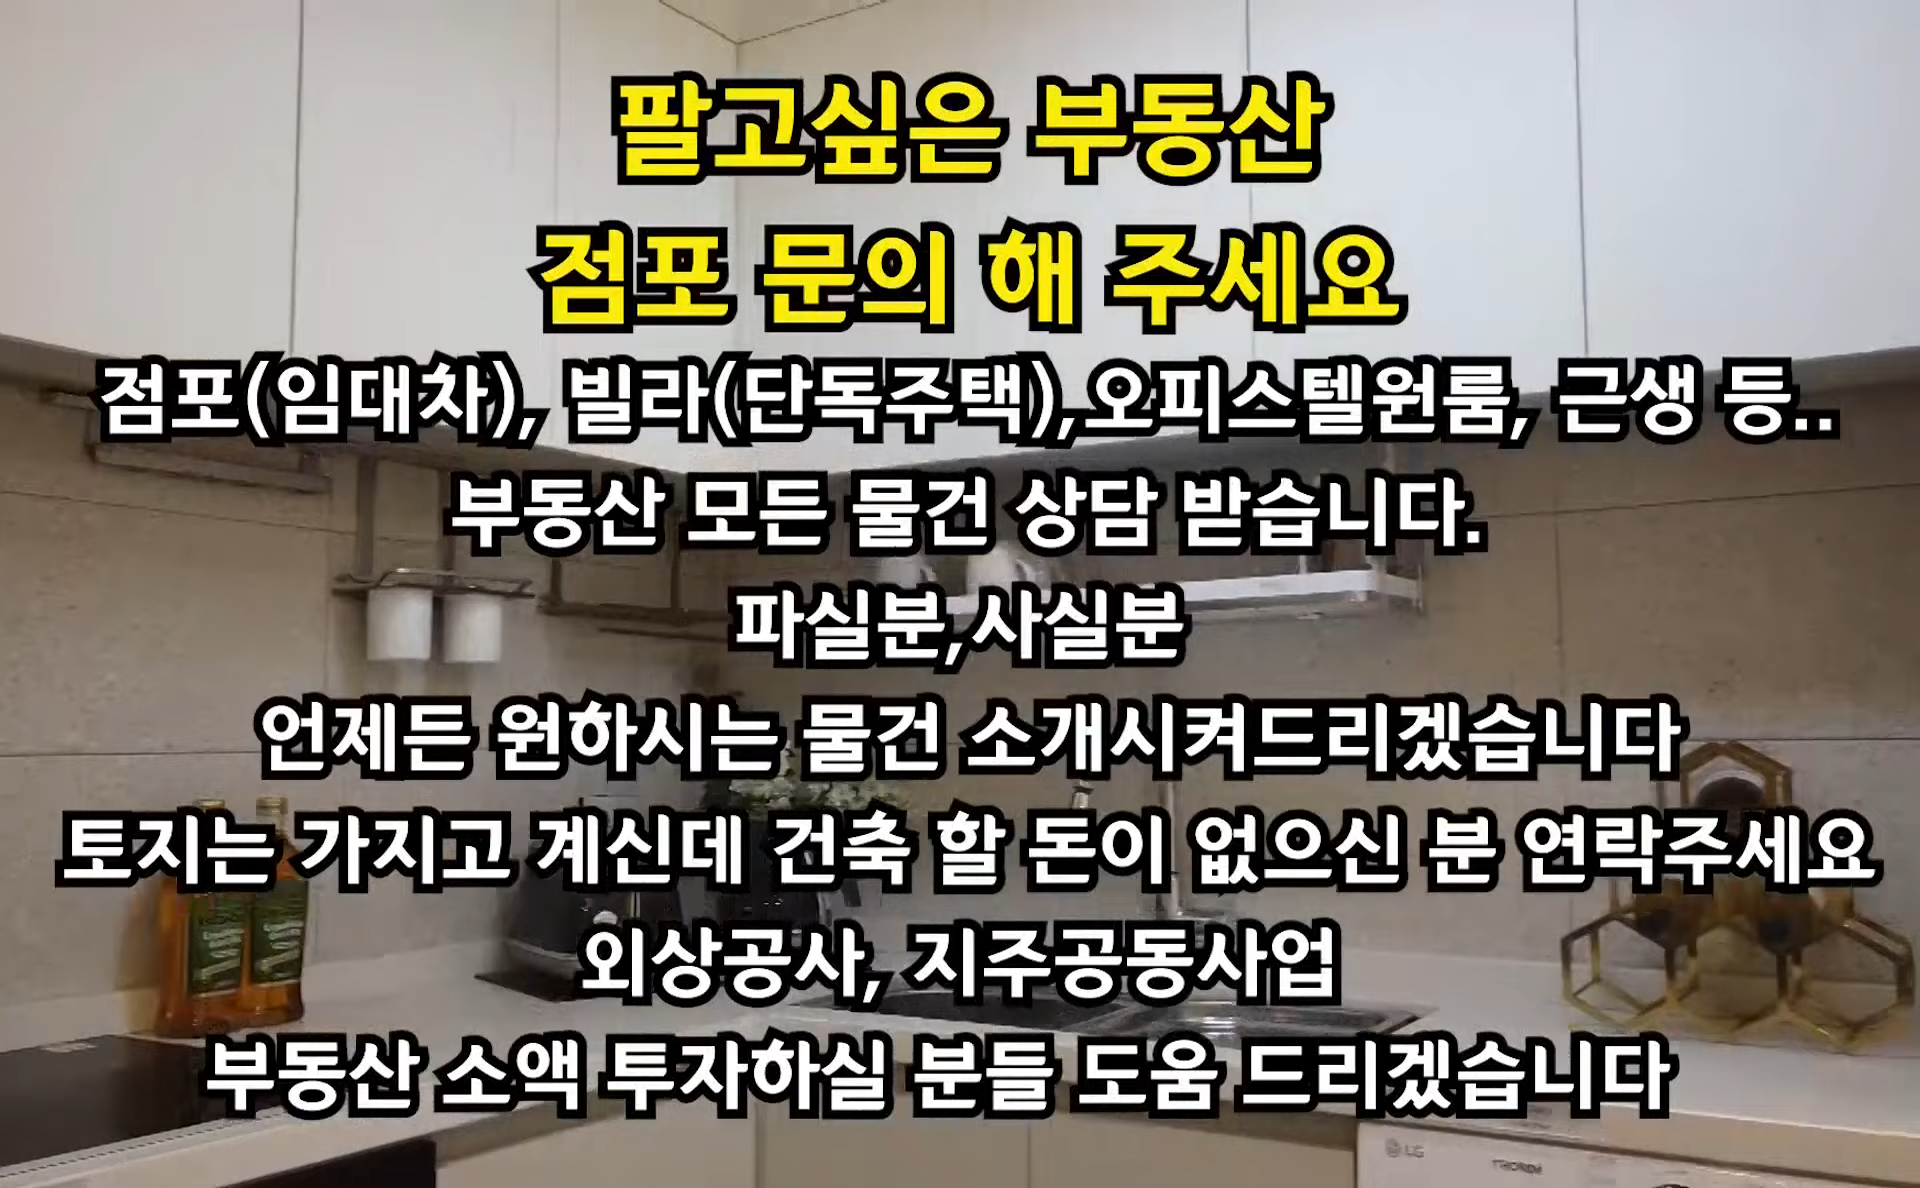 팔고싶은 부동산
점포 문의 해 주세요
점포(임대차), 빌라(단독주택),오피스텔원룸, 근생 등..
부동산 모든 물건 상담 받습니다.
파실분,사실분
언제든 원하시는 물건 소개시켜드리겠습니다
토지는 가지고 계신데 건축 할 돈이 없으신 분 연락주세요
외상공사, 지주공동사업
부동산 소액 투자하실 분들 도움 드리겠습니다
LG